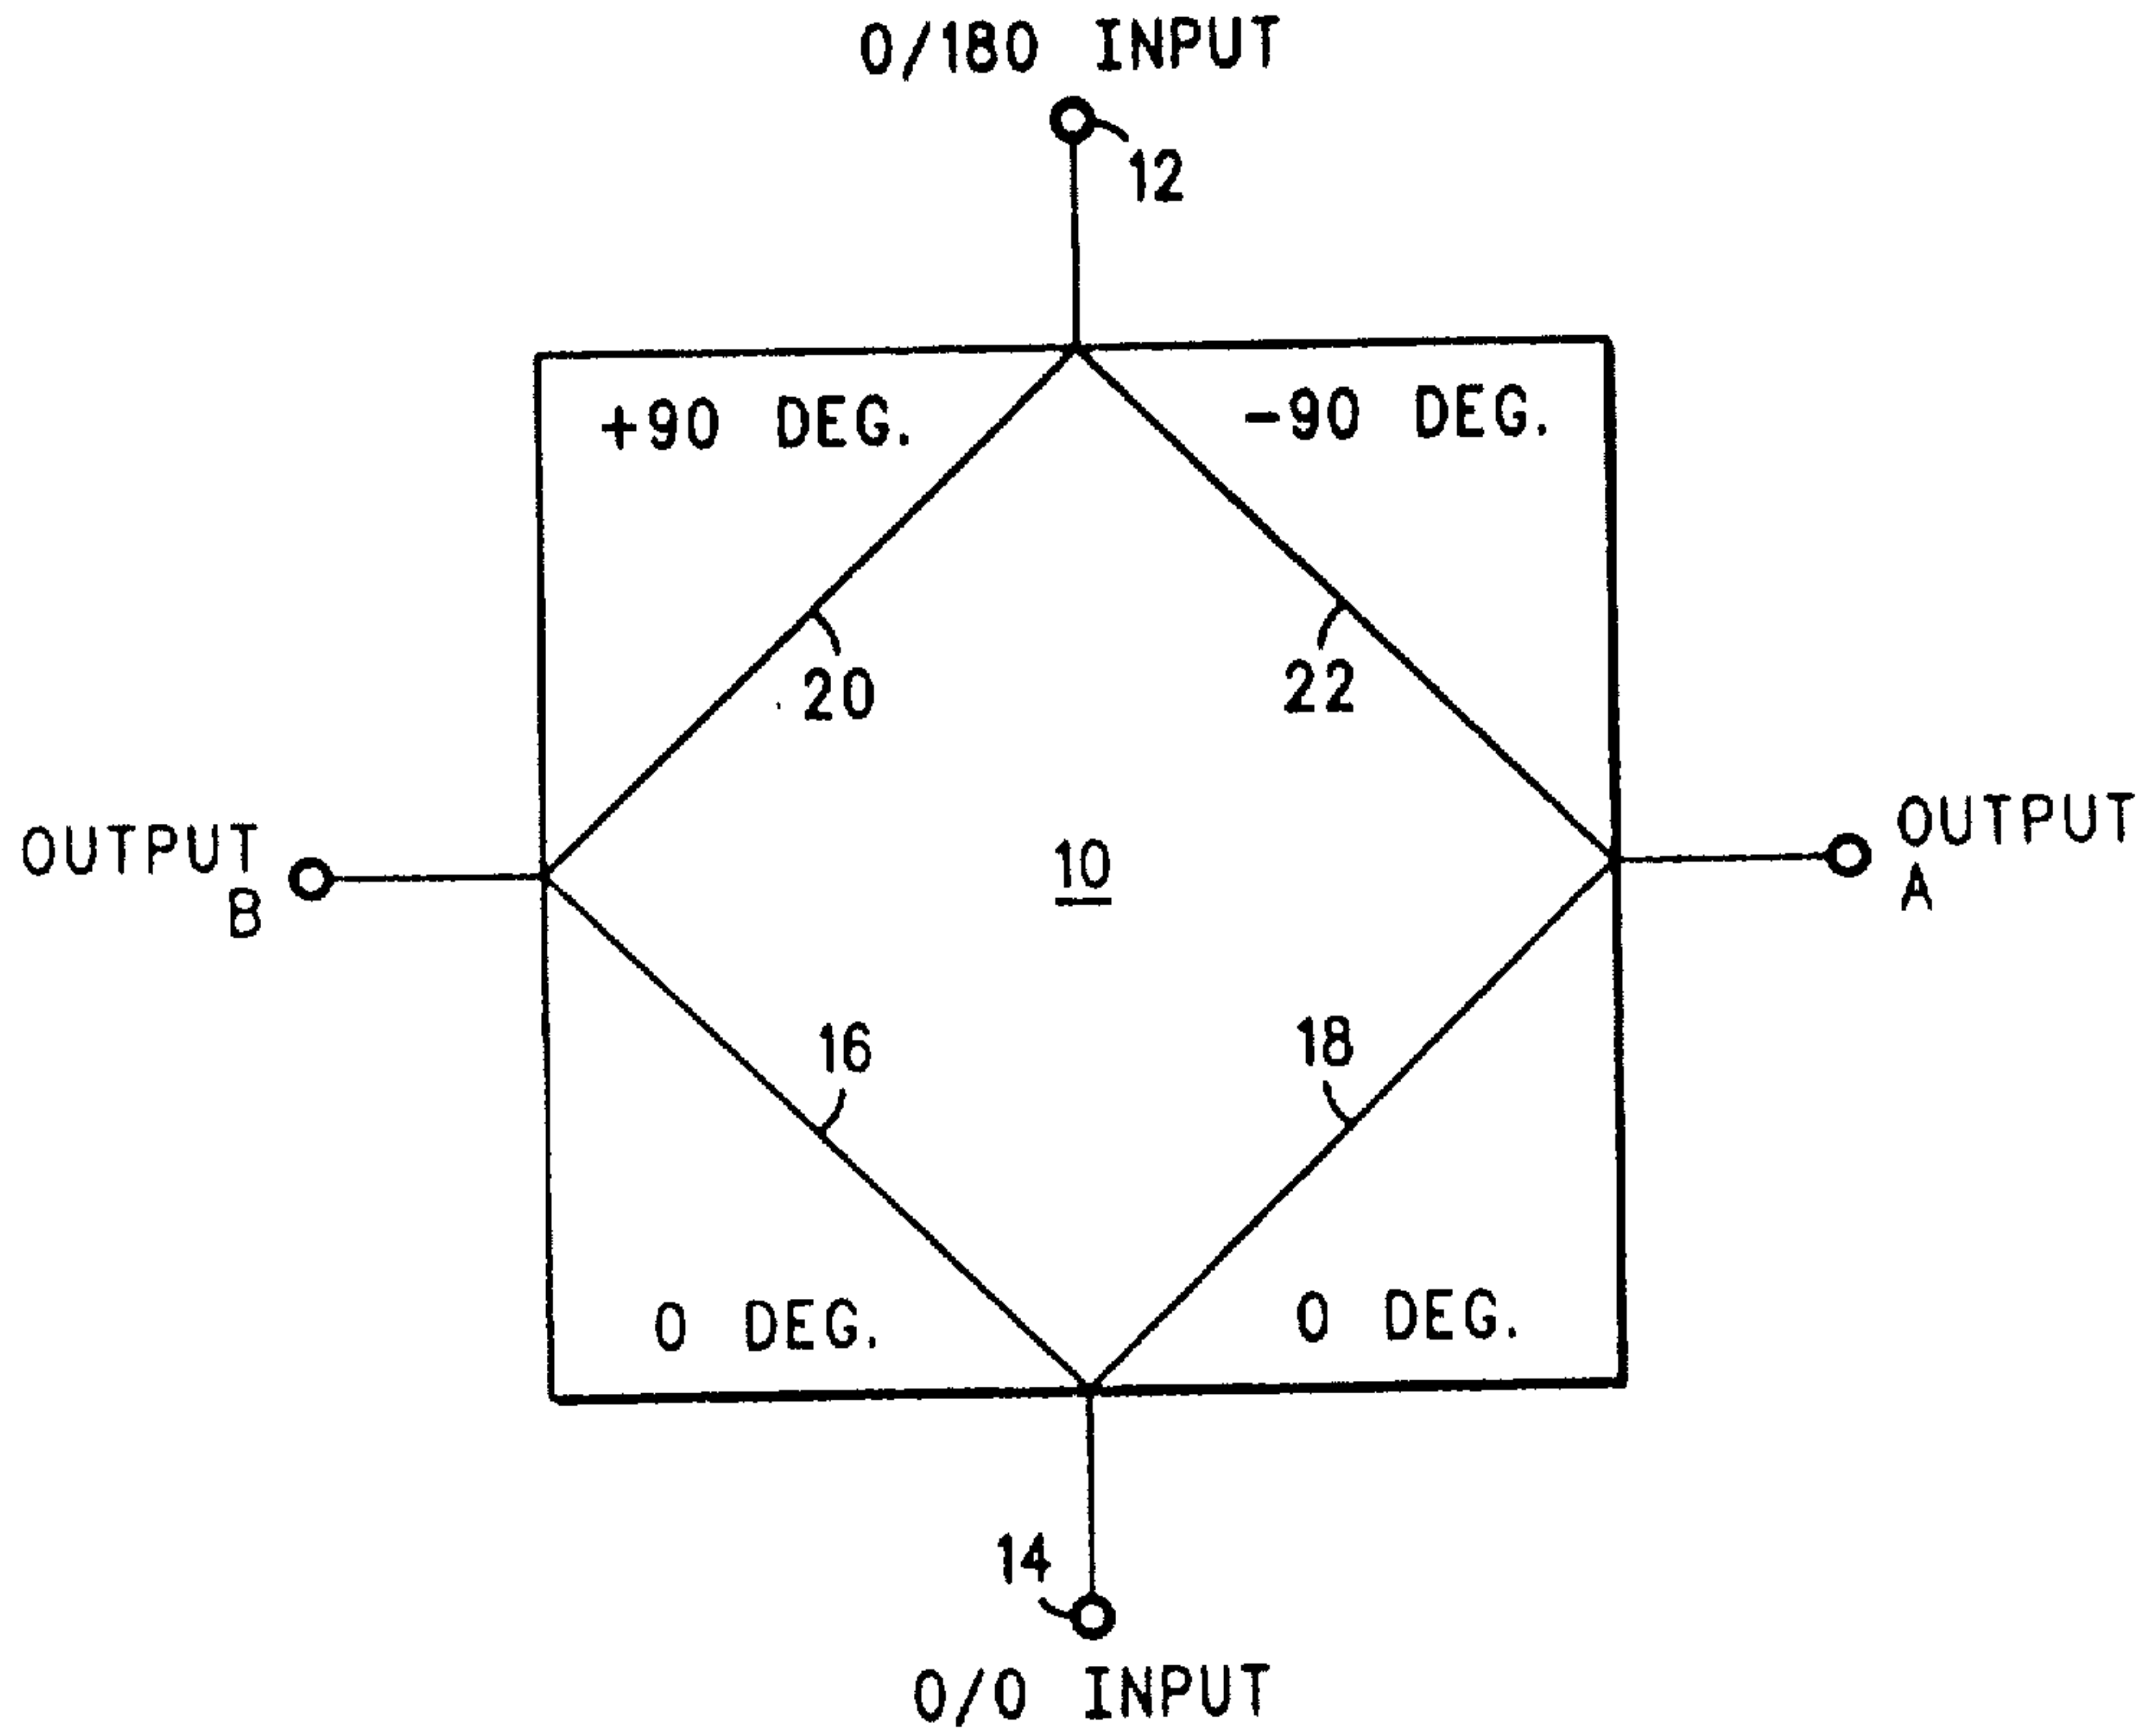 0/180 INPUT
12
+90 DEG.
-90 DEG.
20
22
OUTPUT
B
10
OUTPUT
A
16
18
0 DEG.
0 DEG.
14
0/0 INPUT